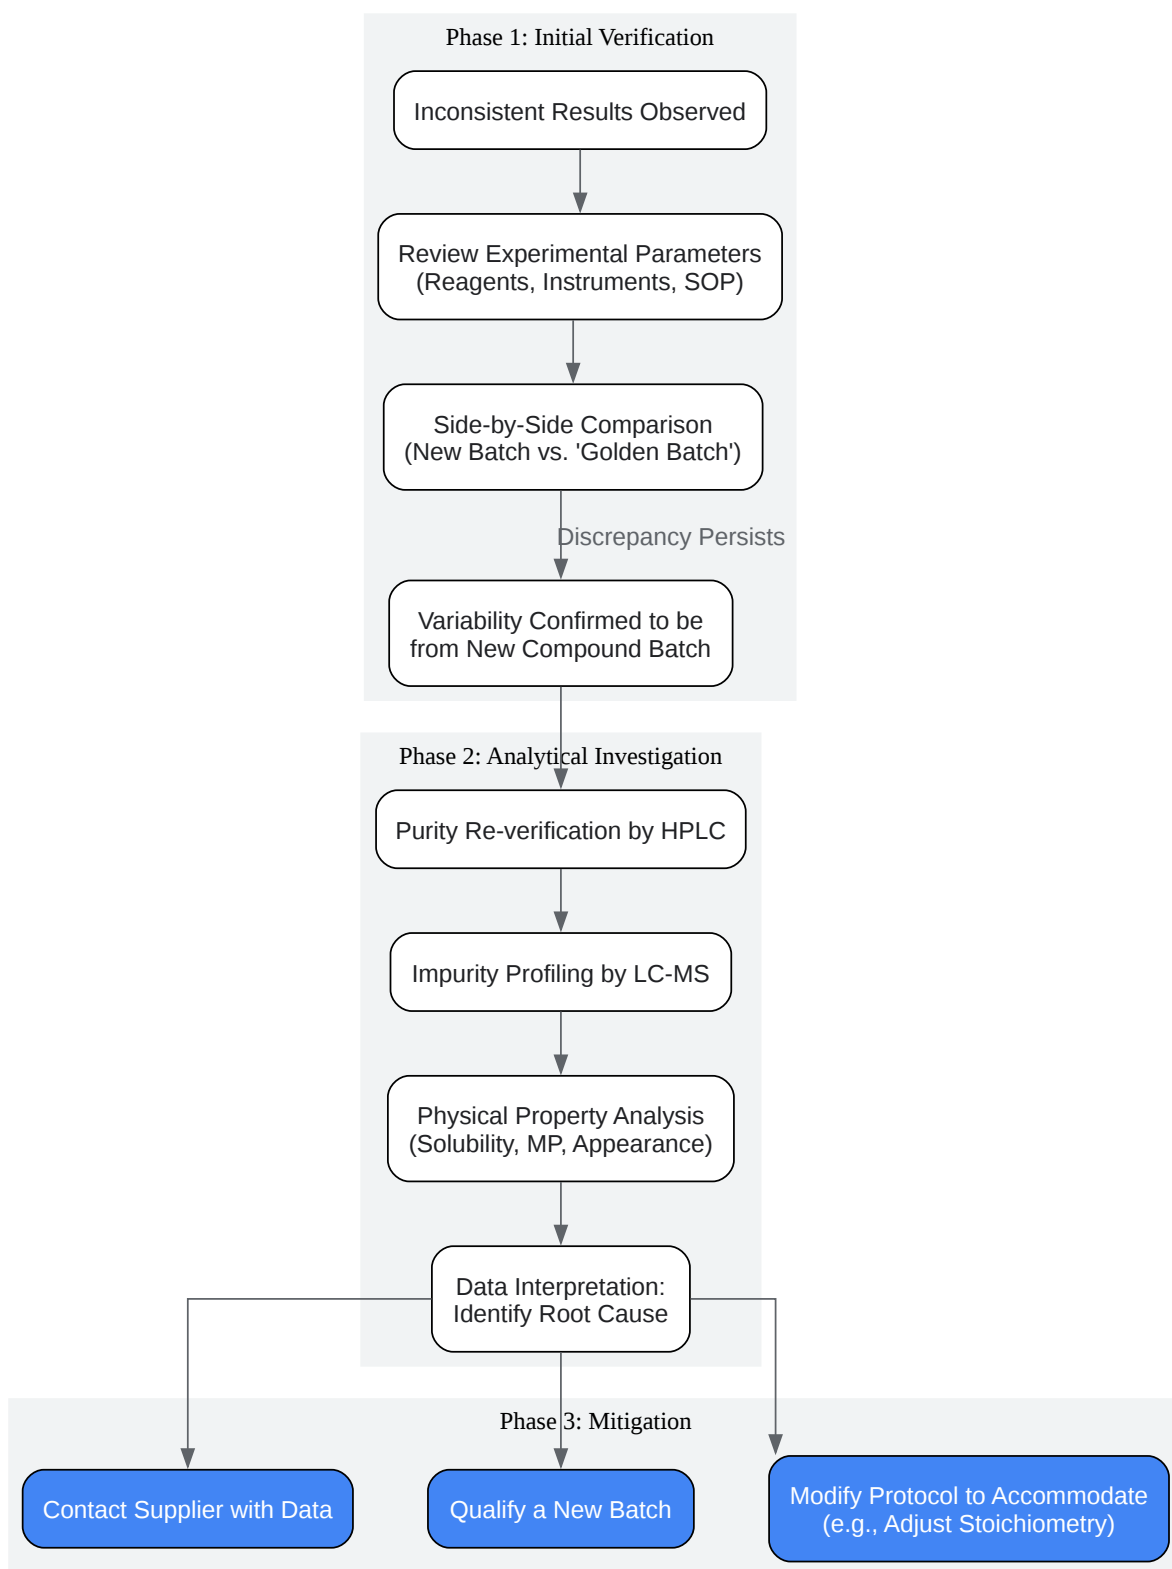 Phase 1: Initial Verification
Inconsistent Results Observed
Review Experimental Parameters
(Reagents, Instruments, SOP)
Side-by-Side Comparison
(New Batch vs. 'Golden Batch')
Discrepancy Persists
Variability Confirmed to be
from New Compound Batch
Phase 2: Analytical Investigation
Purity Re-verification by HPLC
Impurity Profiling by LC-MS
Physical Property Analysis
(Solubility, MP, Appearance)
Data Interpretation:
Identify Root Cause
Phase 3: Mitigation
Contact Supplier with Data
Qualify a New Batch
Modify Protocol to Accommodate
(e.g., Adjust Stoichiometry)